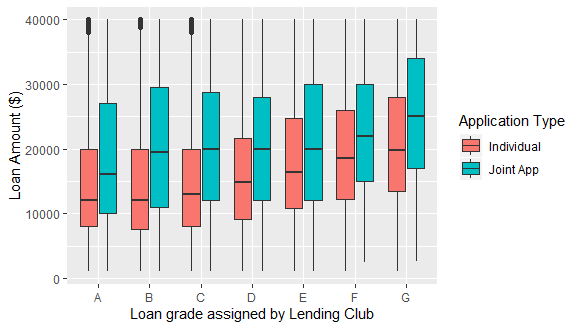 40000
30000
20000
10000
0
Loan Amount ($)
A B C D E F G
Loan grade assigned by Lending Club
Application Type
Individual
Joint App